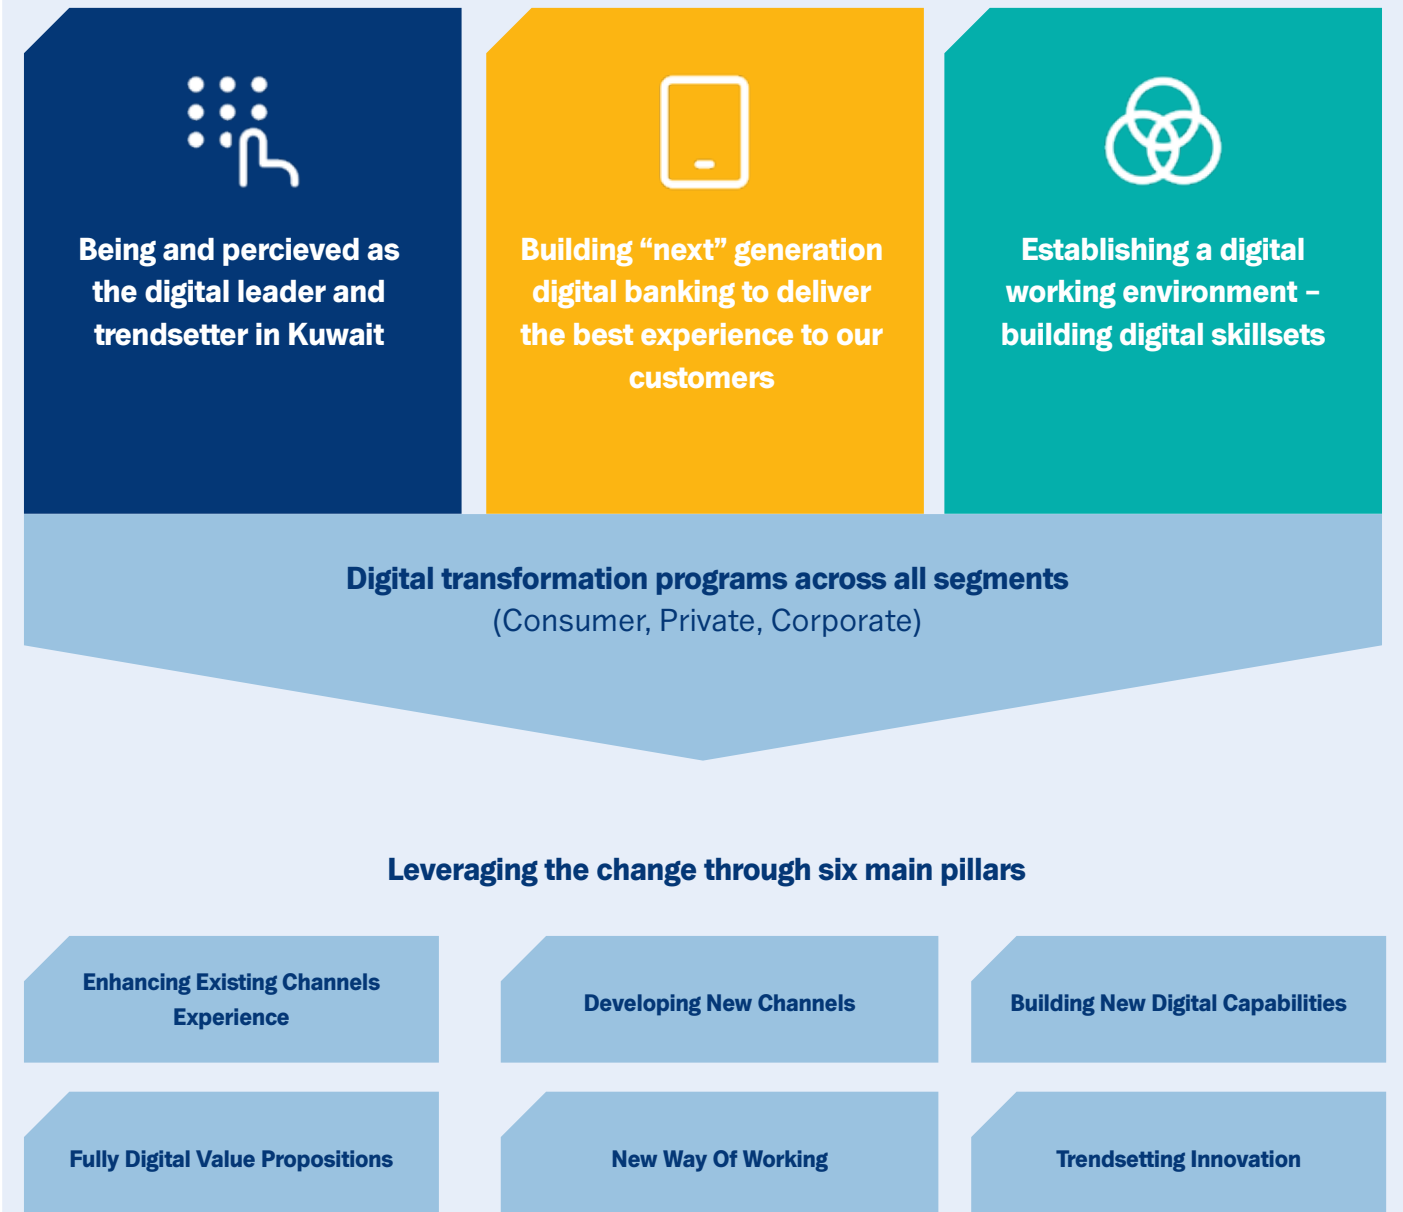 Being and percieved as
the digital leader and
trendsetter in Kuwait
Building “next” generation
digital banking to deliver
the best experience to our
customers
Establishing a digital
working environment –
building digital skillsets
Digital transformation programs across all segments
(Consumer, Private, Corporate)
Leveraging the change through six main pillars
Enhancing Existing Channels
Experience
Developing New Channels
Building New Digital Capabilities
Fully Digital Value Propositions
New Way Of Working
Trendsetting Innovation